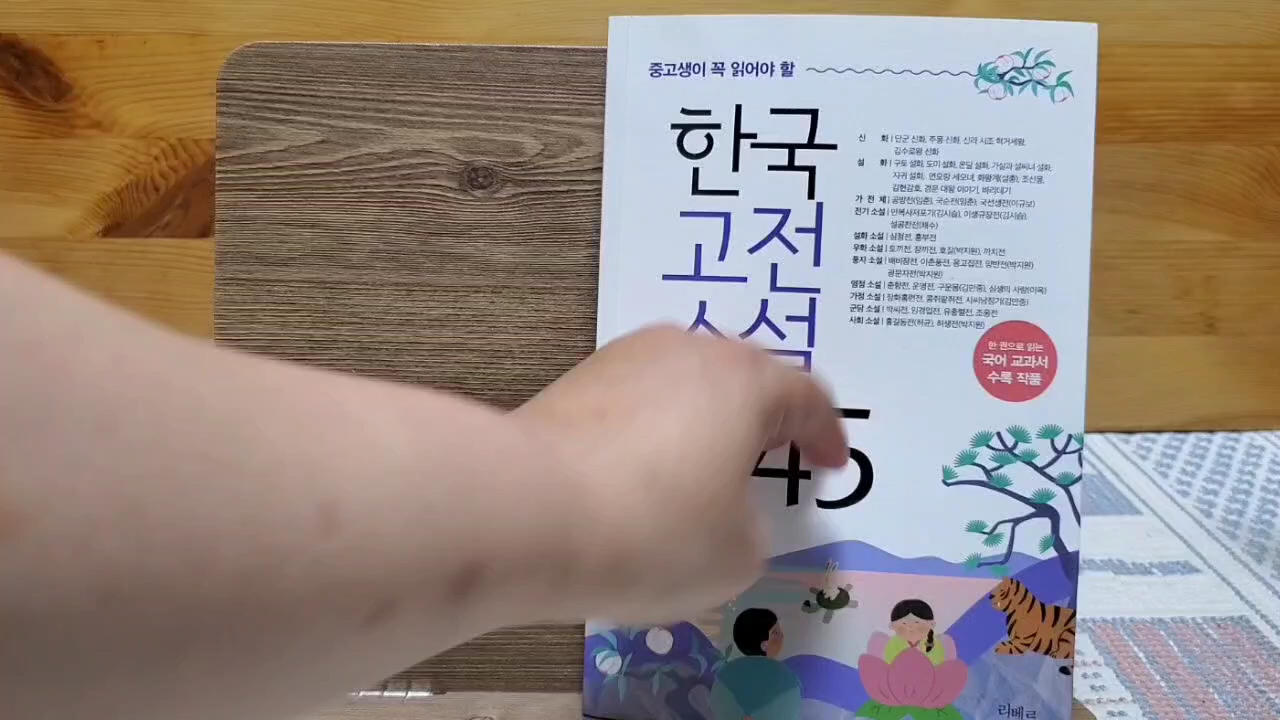 중고생이 꼭 읽어야 할
한국
고전
소설
45
신 화 | 단군 신화, 주몽 신화, 신라 시조 혁거세왕,
김수로왕 신화
설 화 | 구토 설화, 도미 설화, 온달 설화, 가실과 설씨녀 설화,
지귀 설화, 연오랑 세오녀, 화왕계(설총), 조신몽,
김현감호, 경문 대왕 이야기, 바리데기
가 전 체 | 공방전(임춘), 국순전(임춘), 국선생전(이규보)
전기 소설 | 만복사저포기(김시습), 이생규장전(김시습),
설공찬전(채수)
설화 소설 | 심청전, 흥부전
우화 소설 | 토끼전, 장끼전, 호질(박지원), 까치전
풍자 소설 | 배비장전, 이춘풍전, 옹고집전, 양반전(박지원)
광문자전(박지원)
염정 소설 | 춘향전, 운영전, 구운몽(김만중), 심생의 사랑(이옥)
가정 소설 | 장화홍련전, 콩쥐팥쥐전, 사씨남정기(김만중)
군담 소설 | 박씨전, 임경업전, 유충렬전, 조웅전
사회 소설 | 홍길동전(허균), 허생전(박지원)
한 권으로 읽는
국어 교과서
수록 작품
리베르